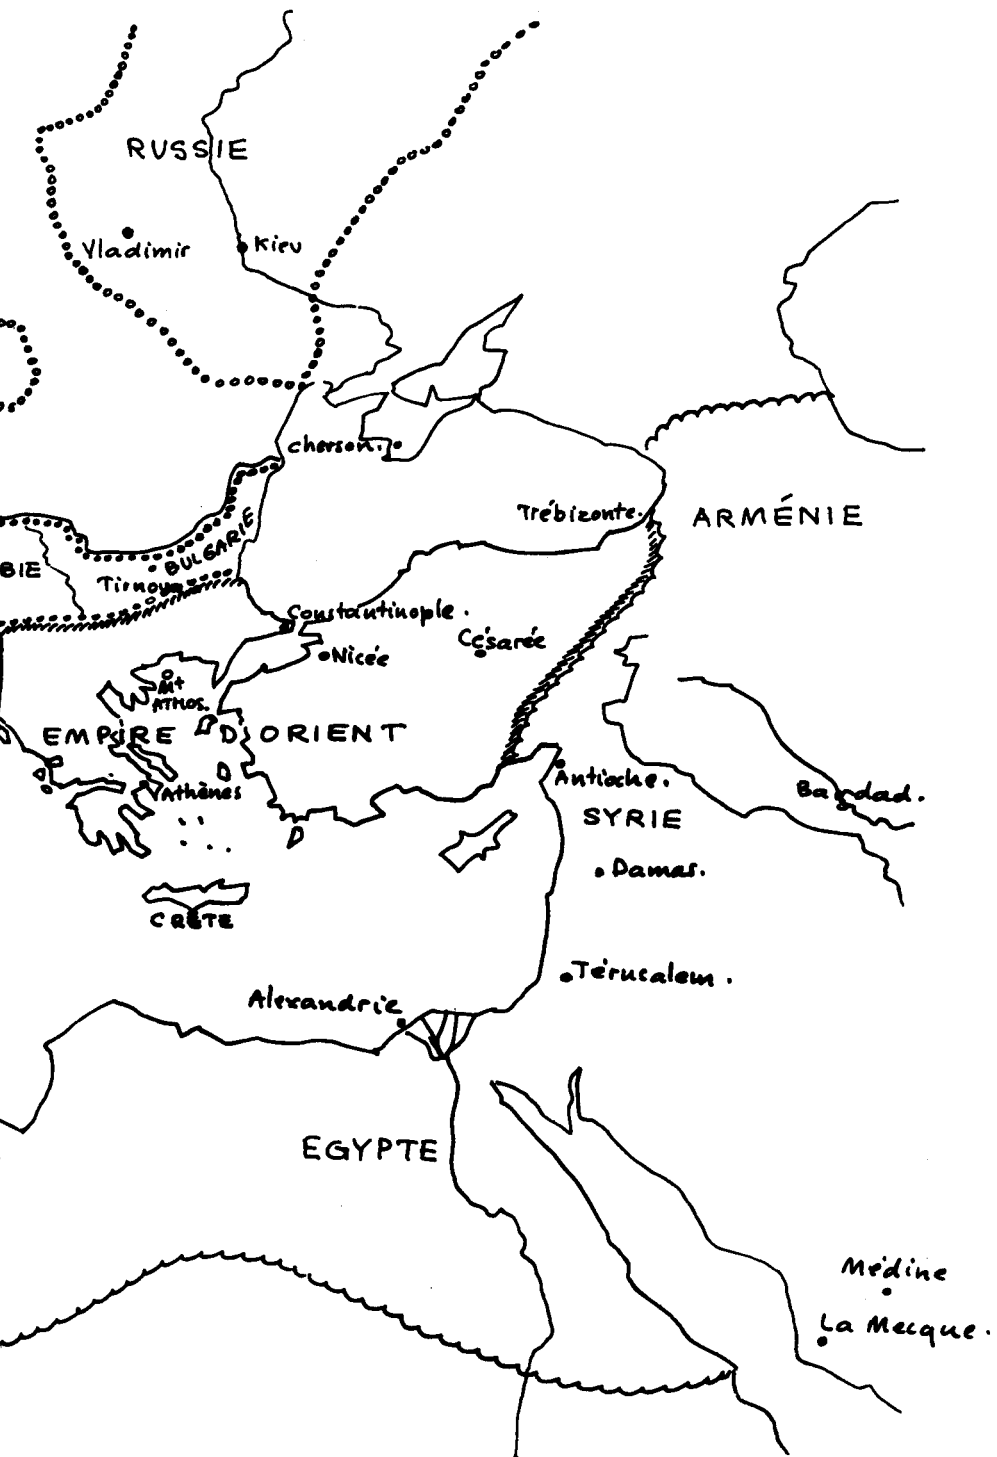 RUSSIE
Vladimir
Kiev
Cherson.
Trébizonte.
ARMÉNIE
BULGARIE
BIE
Tirnovo
Constantinople.
Césarée
Nicée
Mt
ATHOS.
EMPIRE D'ORIENT
Antioche.
Bagdad.
Athènes
SYRIE
Damas.
CRÈTE
Jérusalem.
Alexandrie
EGYPTE
Médine
La Mecque.